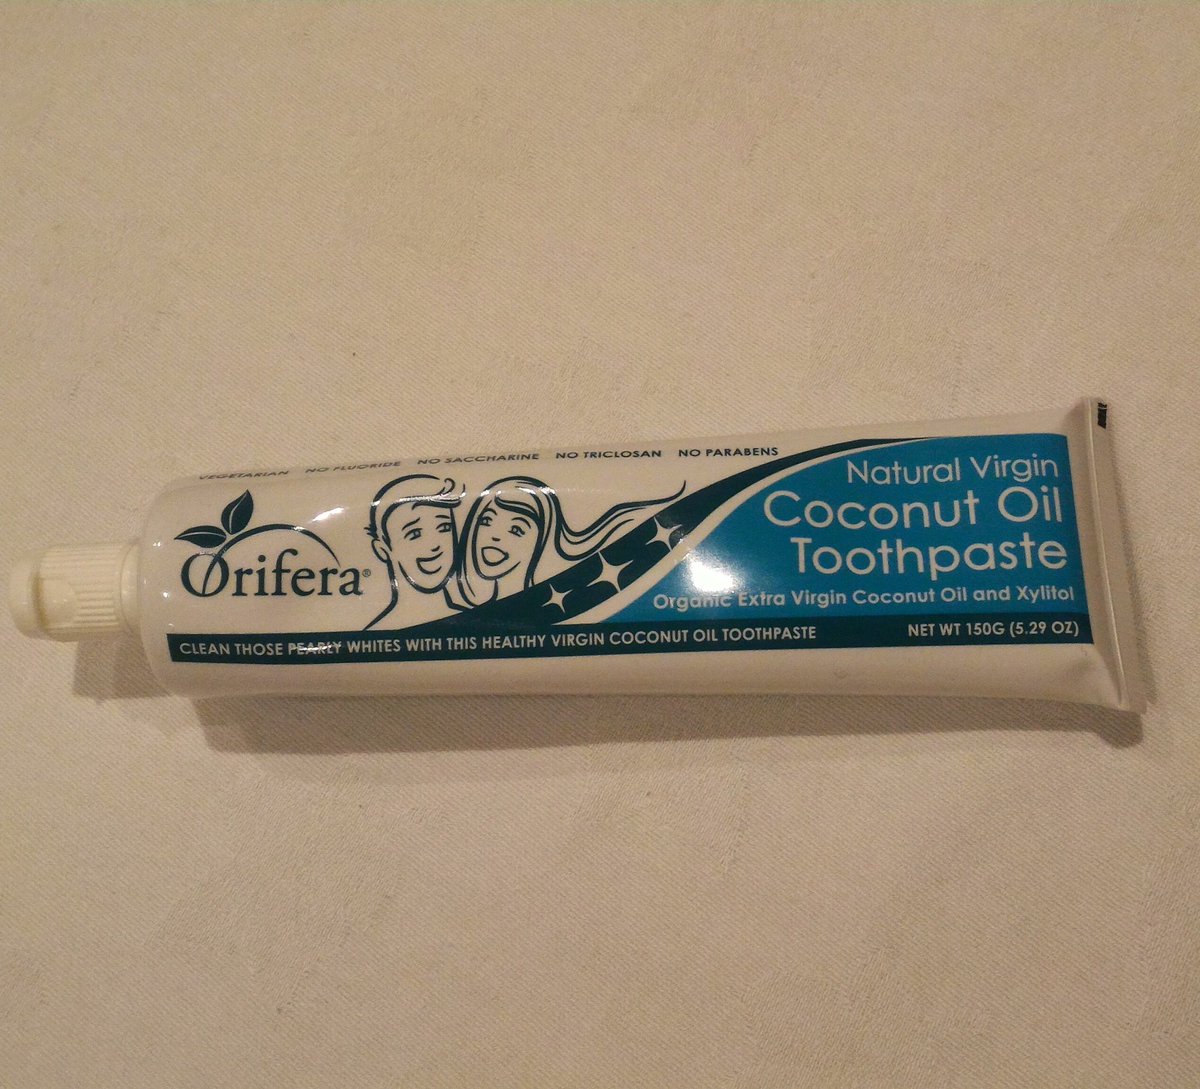 VEGETARIAN NO FLUORIDE NO SACCHARINE NO TRICLOSAN NO PARABENS
Orifera®
Natural Virgin
Coconut Oil
Toothpaste
Organic Extra Virgin Coconut Oil and Xylitol
CLEAN THOSE PEARLY WHITES WITH THIS HEALTHY VIRGIN COCONUT OIL TOOTHPASTE
NET WT 150G (5.29 OZ)